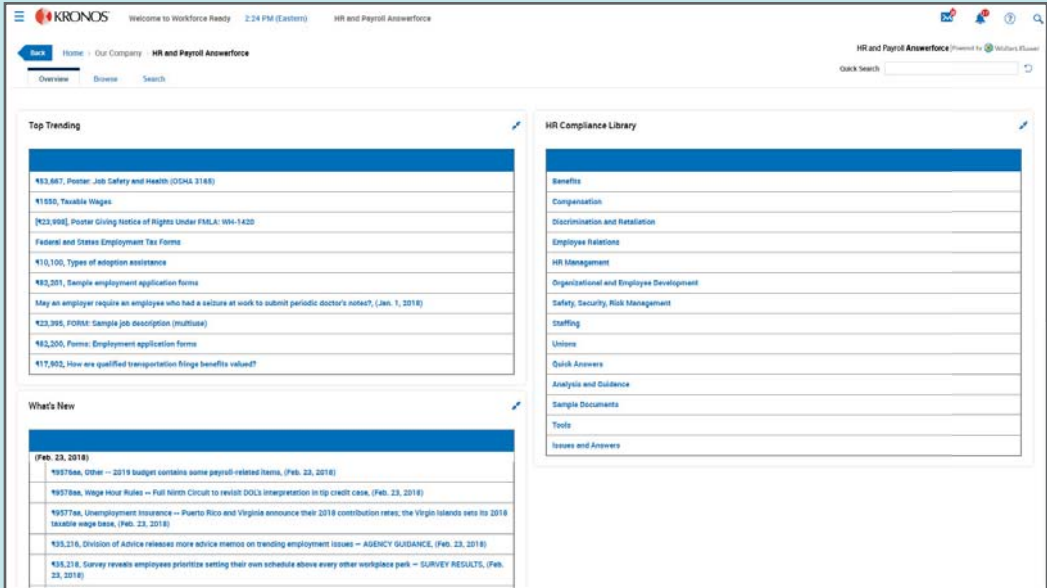 KRONOS Welcome to Workforce Ready 2:24 PM (Eastern) HR and Payroll Answerforce
Back Home > Our Company > HR and Payroll Answerforce
HR and Payroll Answerforce | Powered by Wolters Kluwer
Quick Search
Overview Browse Search
Top Trending
¶53,667, Poster: Job Safety and Health (OSHA 3165)
¶1550, Taxable Wages
[¶23,998], Poster Giving Notice of Rights Under FMLA: WH-1420
Federal and States Employment Tax Forms
¶10,100, Types of adoption assistance
¶82,201, Sample employment application forms
May an employer require an employee who had a seizure at work to submit periodic doctor's notes?, (Jan. 1, 2018)
¶23,395, FORM: Sample job description (multiuse)
¶82,200, Forms: Employment application forms
¶17,902, How are qualified transportation fringe benefits valued?
HR Compliance Library
Benefits
Compensation
Discrimination and Retaliation
Employee Relations
HR Management
Organizational and Employee Development
Safety, Security, Risk Management
Staffing
Unions
Quick Answers
Analysis and Guidance
Sample Documents
Tools
Issues and Answers
What's New
(Feb. 23, 2018)
¶9576aa, Other — 2019 budget contains some payroll-related items, (Feb. 23, 2018)
¶9578aa, Wage Hour Rules — Full Ninth Circuit to revisit DOL's interpretation in tip credit case, (Feb. 23, 2018)
¶9577aa, Unemployment Insurance — Puerto Rico and Virginia announce their 2018 contribution rates; the Virgin Islands sets its 2018
taxable wage base, (Feb. 23, 2018)
¶35,216, Division of Advice releases more advice memos on trending employment issues — AGENCY GUIDANCE, (Feb. 23, 2018)
¶35,218, Survey reveals employees prioritize setting their own schedule above every other workplace perk — SURVEY RESULTS, (Feb.
23, 2018)